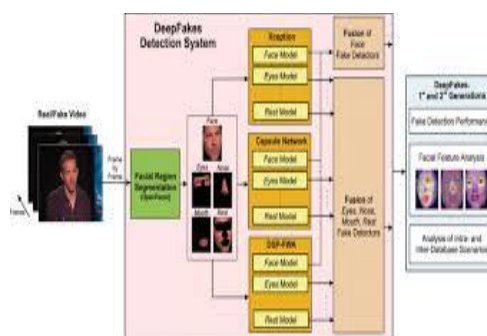 DeepFakes
Detection System
Real/Fake Video
Frames
Frame
by
Frame
Facial Region
Segmentation
(OpenFace)
Face
Eyes
Nose
Mouth
Rest
Xception
Face Model
Eyes Model
Rest Model
Capsule Network
Face Model
Eyes Model
Rest Model
DSP-FWA
Face Model
Eyes Model
Rest Model
Fusion of
Face
Fake Detectors
Fusion of
Eyes, Nose,
Mouth, Rest
Fake Detectors
DeepFakes
1st and 2nd Generations
Fake Detection Performance
Facial Feature Analysis
Analysis of Intra- and
Inter-Database Scenarios